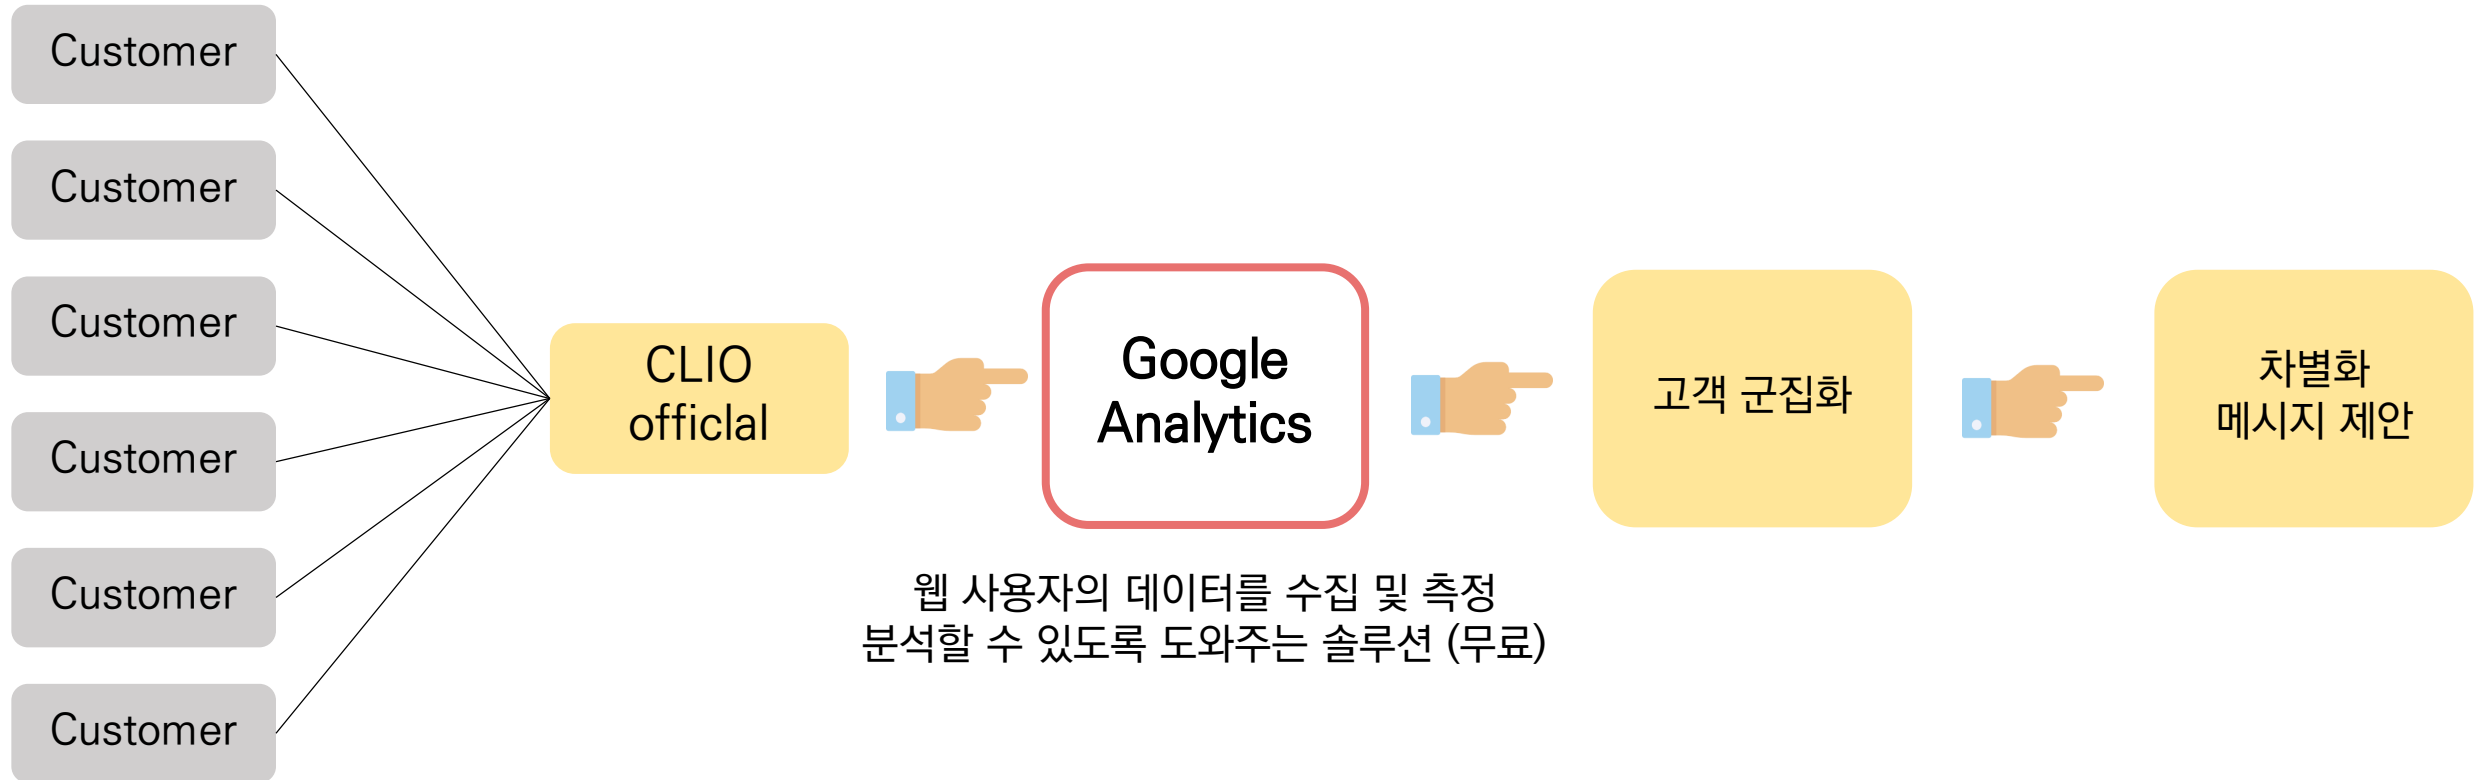 Customer
Customer
Customer
Customer
Customer
Customer
CLIO
officlal
Google
Analytics
웹 사용자의 데이터를 수집 및 측정
분석할 수 있도록 도와주는 솔루션 (무료)
고객 군집화
차별화
메시지 제안